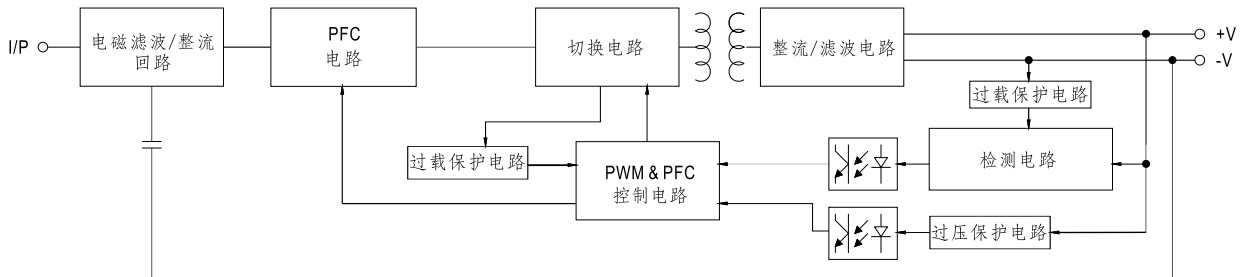 I/P
电磁滤波/整流
回路
PFC
电路
切换电路
整流/滤波电路
+V
-V
过载保护电路
过载保护电路
PWM & PFC
控制电路
检测电路
过压保护电路